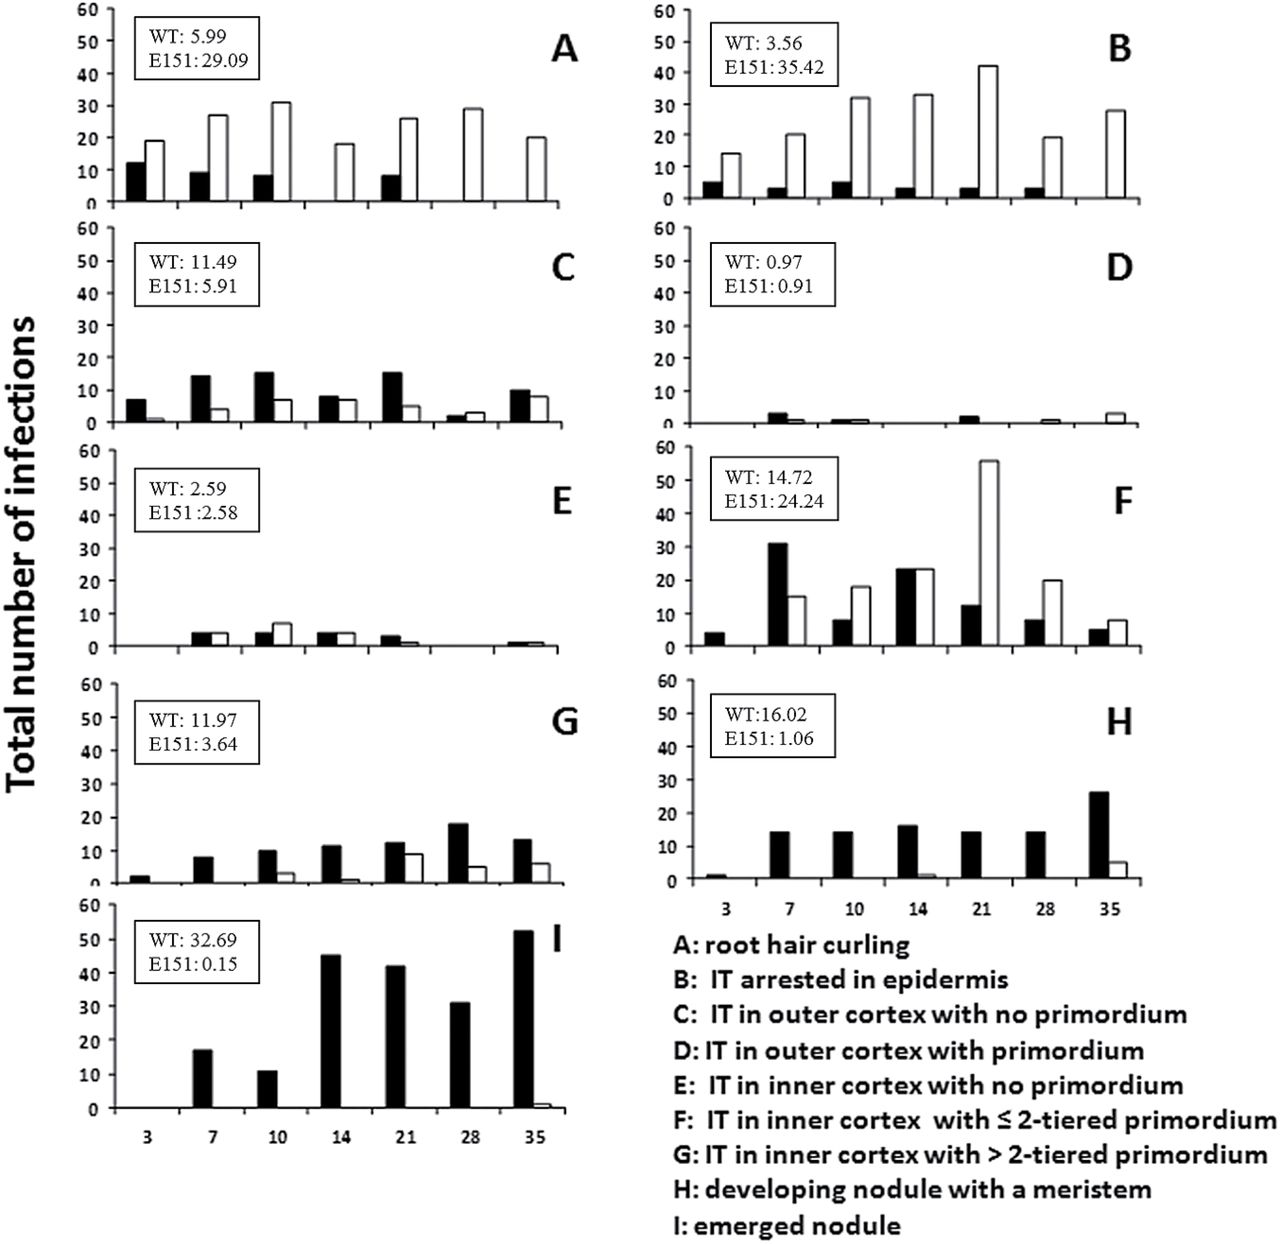 Total number of infections
60
50
40
30
20
10
0
WT: 5.99
E151:29.09
A
60
50
40
30
20
10
0
WT: 3.56
E151:35.42
B
60
50
40
30
20
10
0
WT: 11.49
E151:5.91
C
60
50
40
30
20
10
0
WT: 0.97
E151:0.91
D
60
50
40
30
20
10
0
WT: 2.59
E151:2.58
E
60
50
40
30
20
10
0
WT: 14.72
E151:24.24
F
60
50
40
30
20
10
0
WT: 11.97
E151:3.64
G
60
50
40
30
20
10
0
WT:16.02
E151:1.06
H
3 7 10 14 21 28 35
60
50
40
30
20
10
0
WT: 32.69
E151:0.15
I
3 7 10 14 21 28 35
A: root hair curling
B: IT arrested in epidermis
C: IT in outer cortex with no primordium
D: IT in outer cortex with primordium
E: IT in inner cortex with no primordium
F: IT in inner cortex with ≤ 2-tiered primordium
G: IT in inner cortex with > 2-tiered primordium
H: developing nodule with a meristem
I: emerged nodule